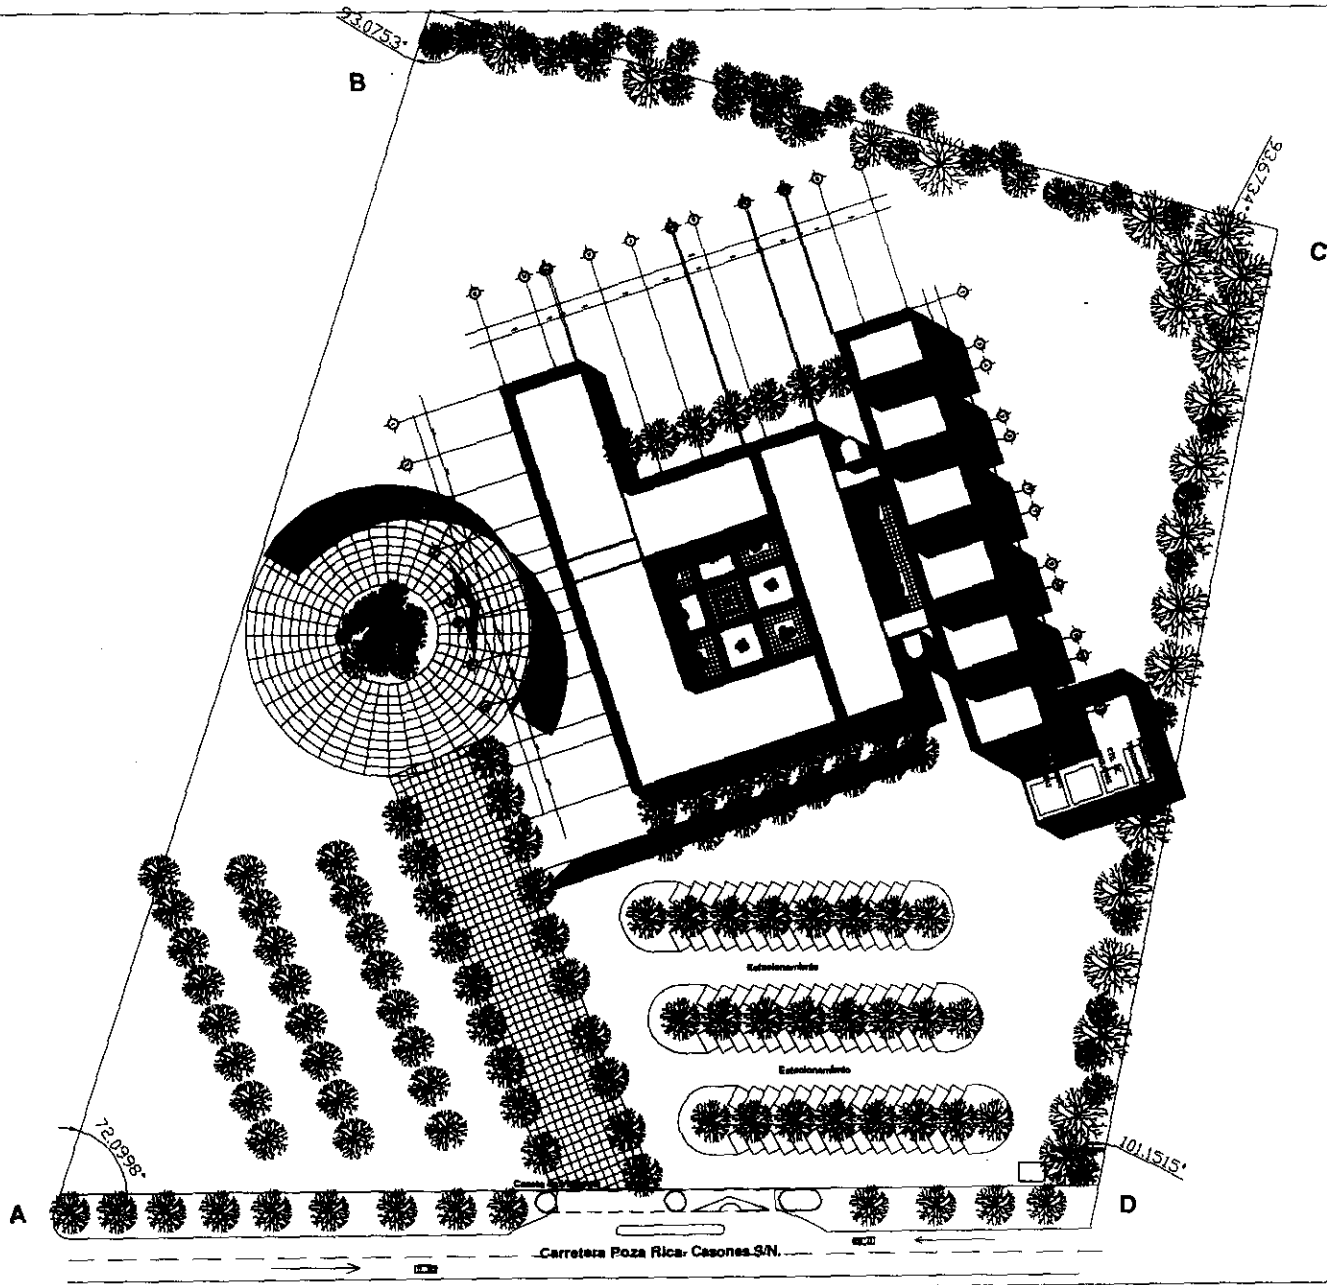 93.0753°
B
93.6734°
C
Estacionamiento
Estacionamiento
72.0998°
101.1515°
A
D
Carretera Poza Rica- Casones S/N.